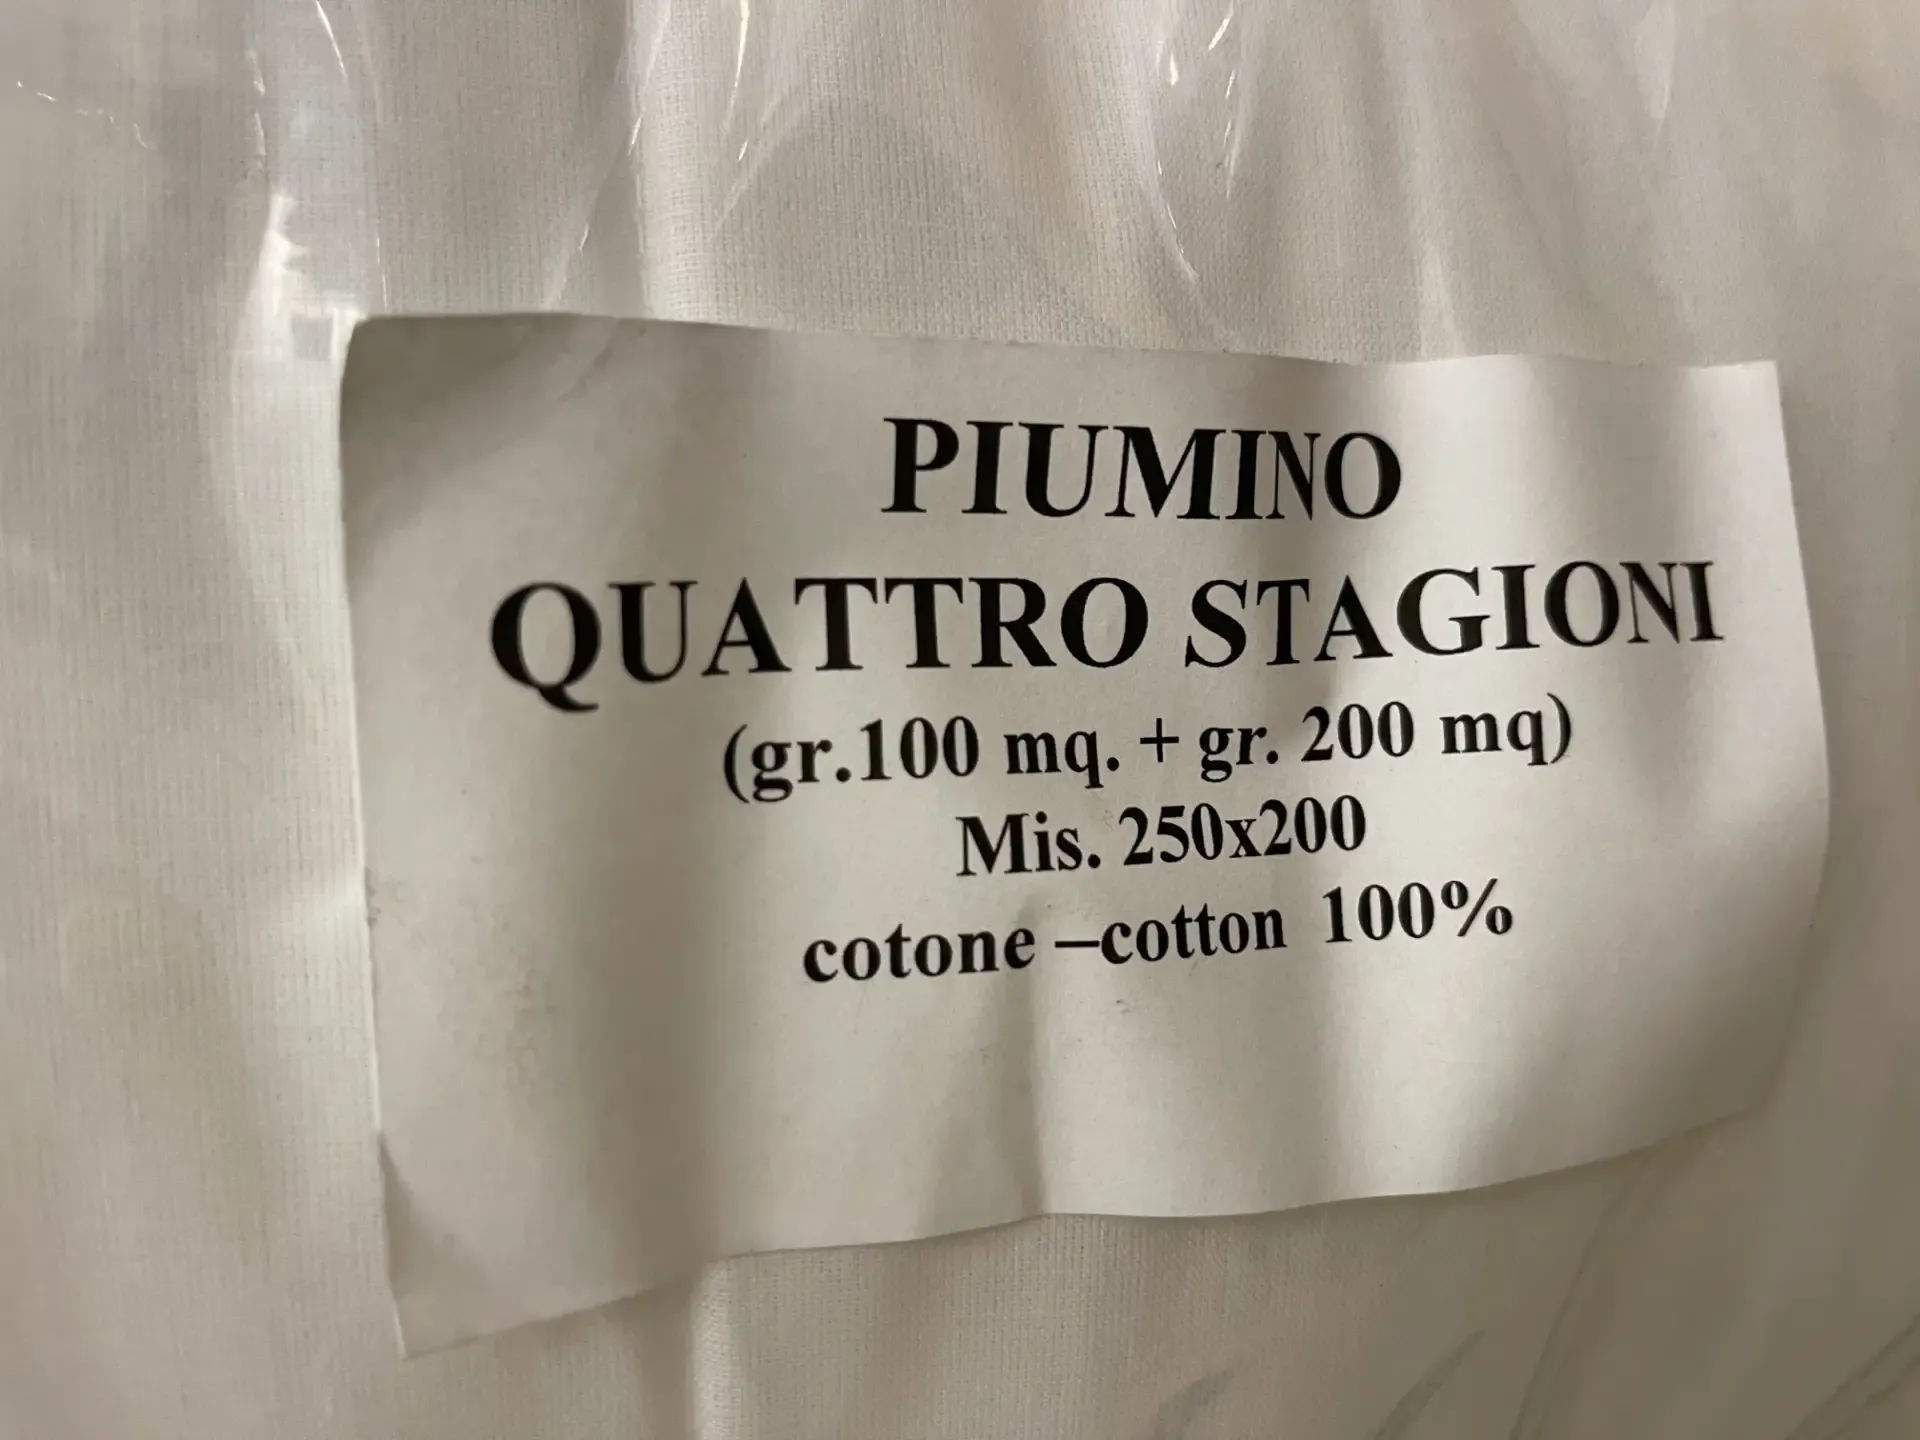 PIUMINO
QUATTRO STAGIONI
(gr.100 mq. + gr. 200 mq)
Mis. 250x200
cotone –cotton 100%